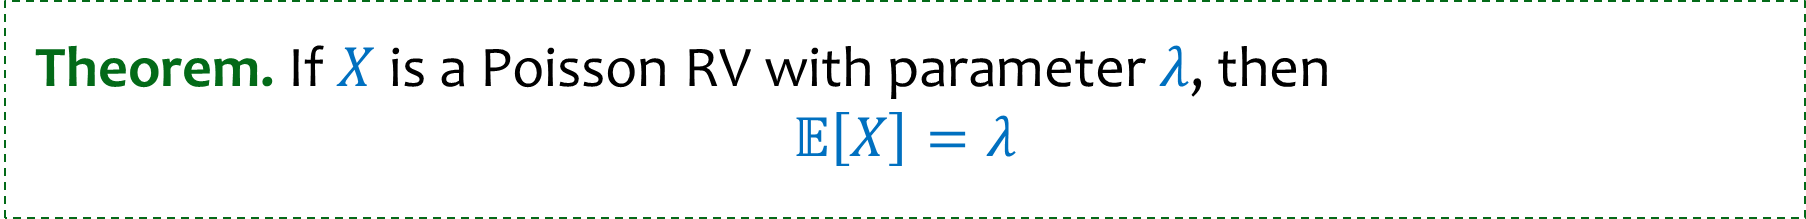 Theorem. If 𝑋 is a Poisson RV with parameter 𝜆, then
𝔼[𝑋] = 𝜆